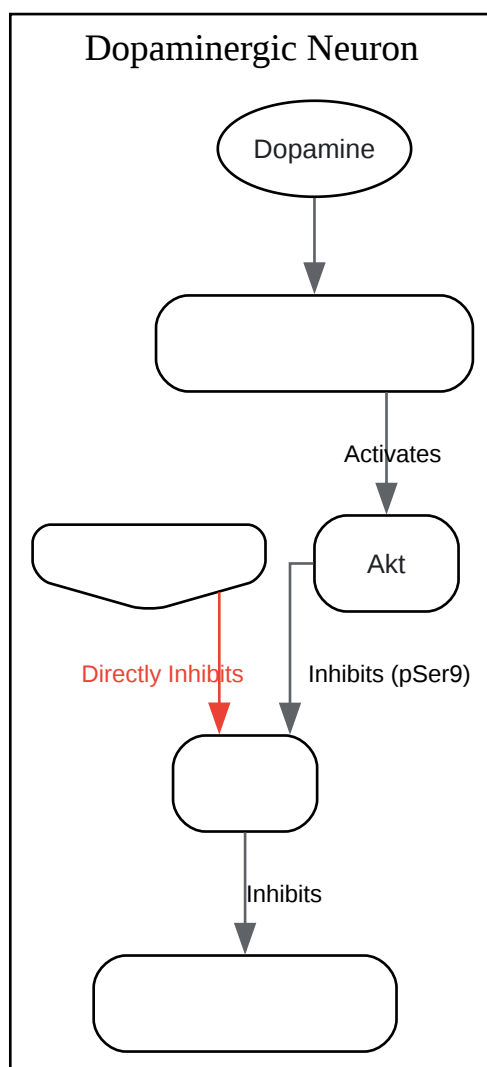 Dopaminergic Neuron
Dopamine
Activates
Akt
Directly Inhibits
Inhibits (pSer9)
Inhibits